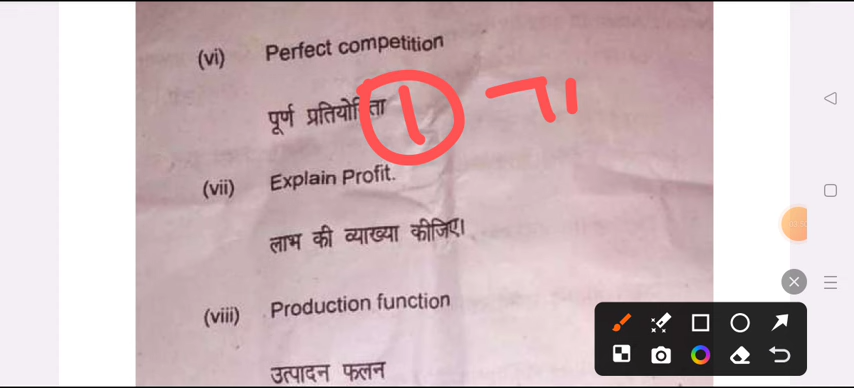 (vi) Perfect competition
पूर्ण प्रतियोगिता
(vii) Explain Profit.
लाभ की व्याख्या कीजिए।
(viii) Production function
उत्पादन फलन